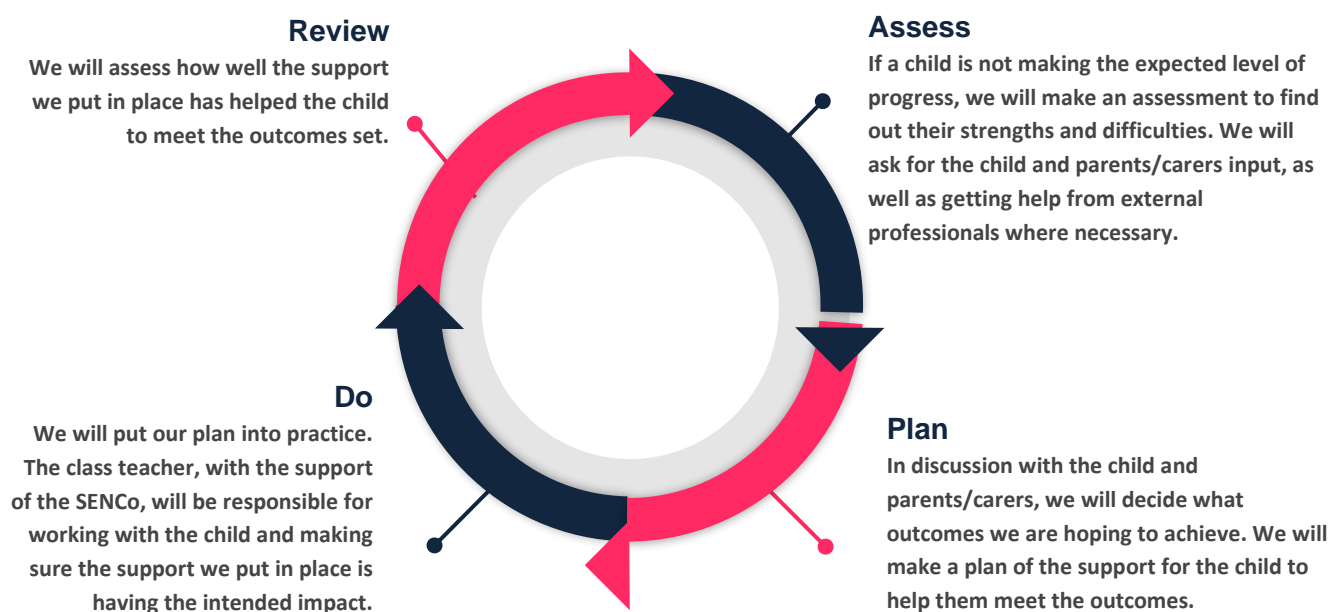 Review
We will assess how well the support
we put in place has helped the child
to meet the outcomes set.
Assess
If a child is not making the expected level of
progress, we will make an assessment to find
out their strengths and difficulties. We will
ask for the child and parents/carers input, as
well as getting help from external
professionals where necessary.
Do
We will put our plan into practice.
The class teacher, with the support
of the SENCo, will be responsible for
working with the child and making
sure the support we put in place is
having the intended impact.
Plan
In discussion with the child and
parents/carers, we will decide what
outcomes we are hoping to achieve. We will
make a plan of the support for the child to
help them meet the outcomes.